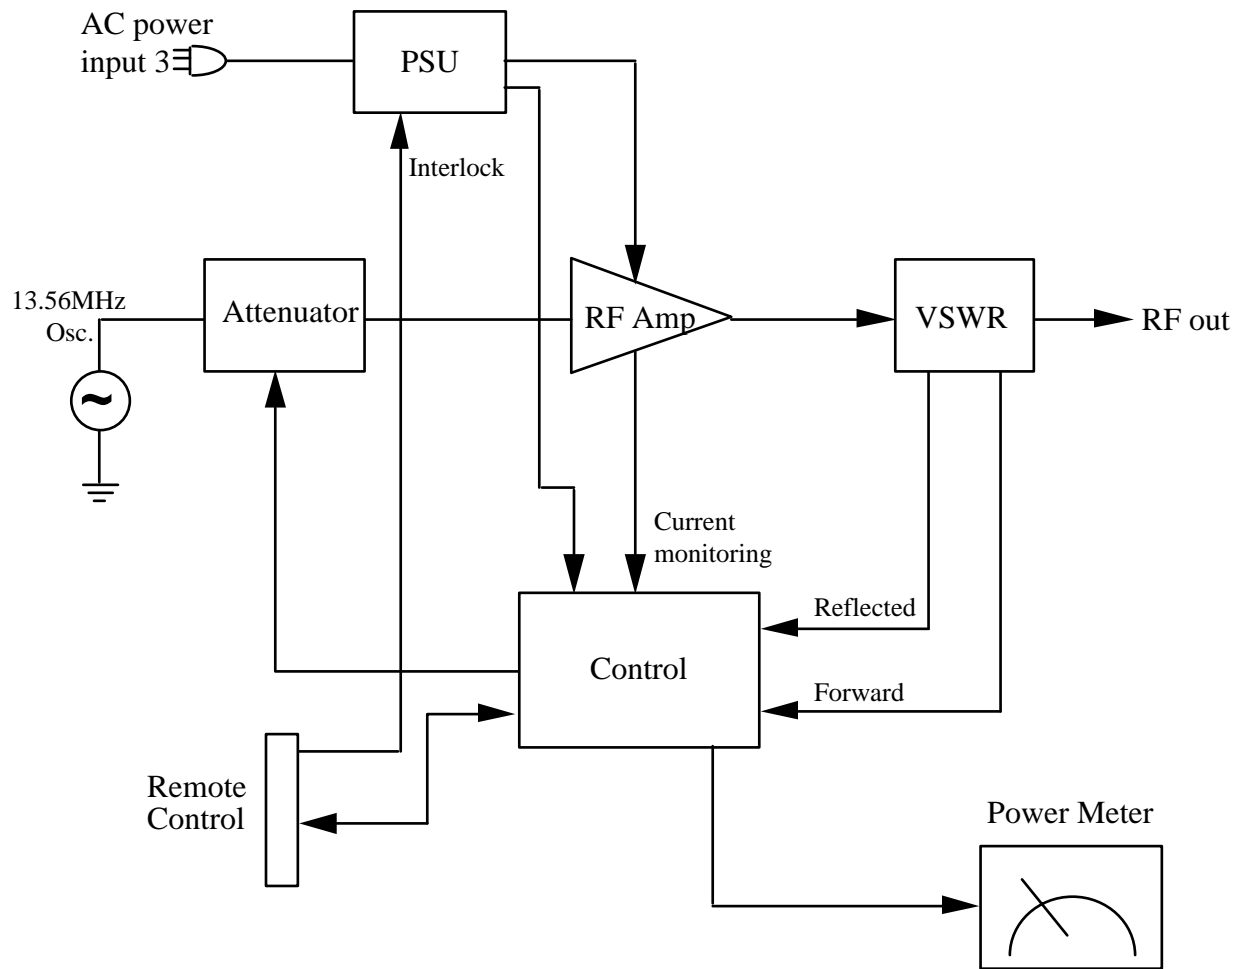 AC power
input 3
PSU
Interlock
13.56MHz
Osc.
Attenuator
RF Amp
VSWR
RF out
~
Current
monitoring
Reflected
Control
Forward
Remote
Control
Power Meter